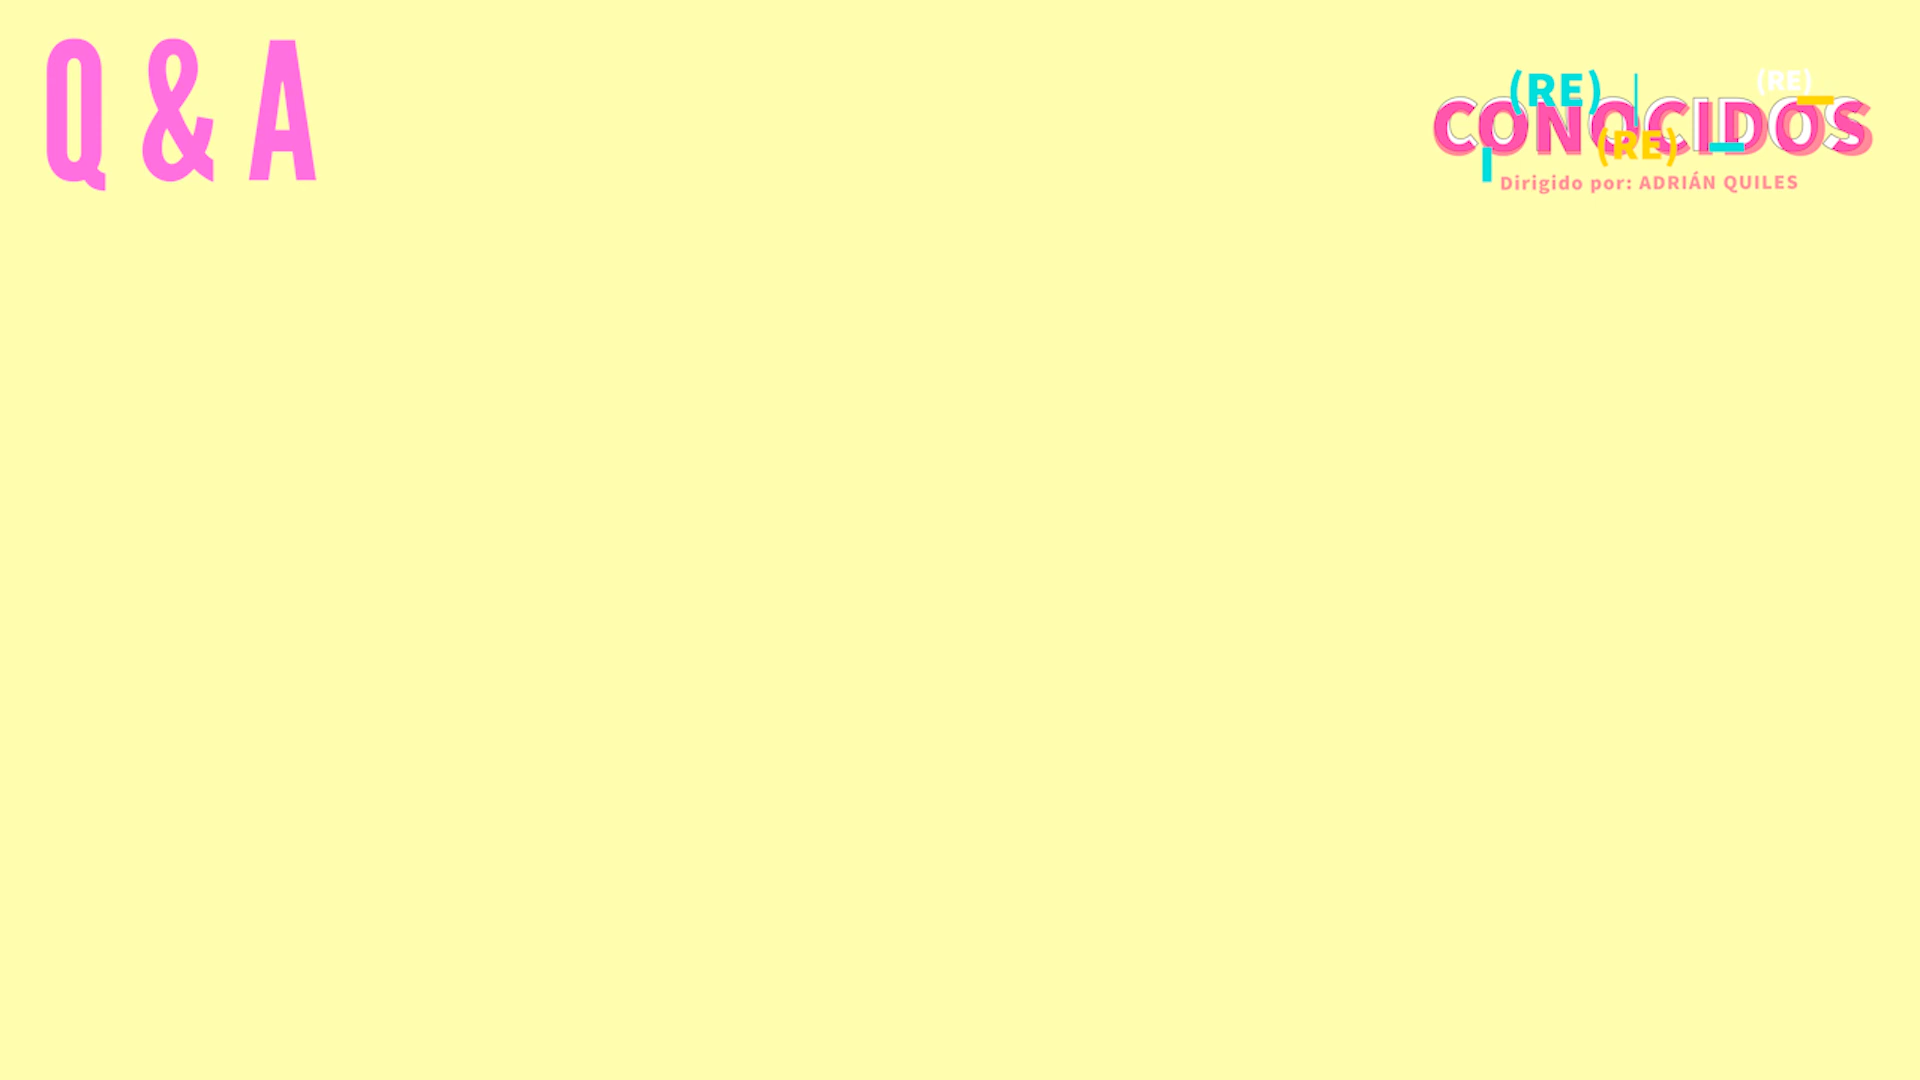 Q & A
(RE) (RE)
CONOCIDOS
(RE)
Dirigido por: ADRIÁN QUILES